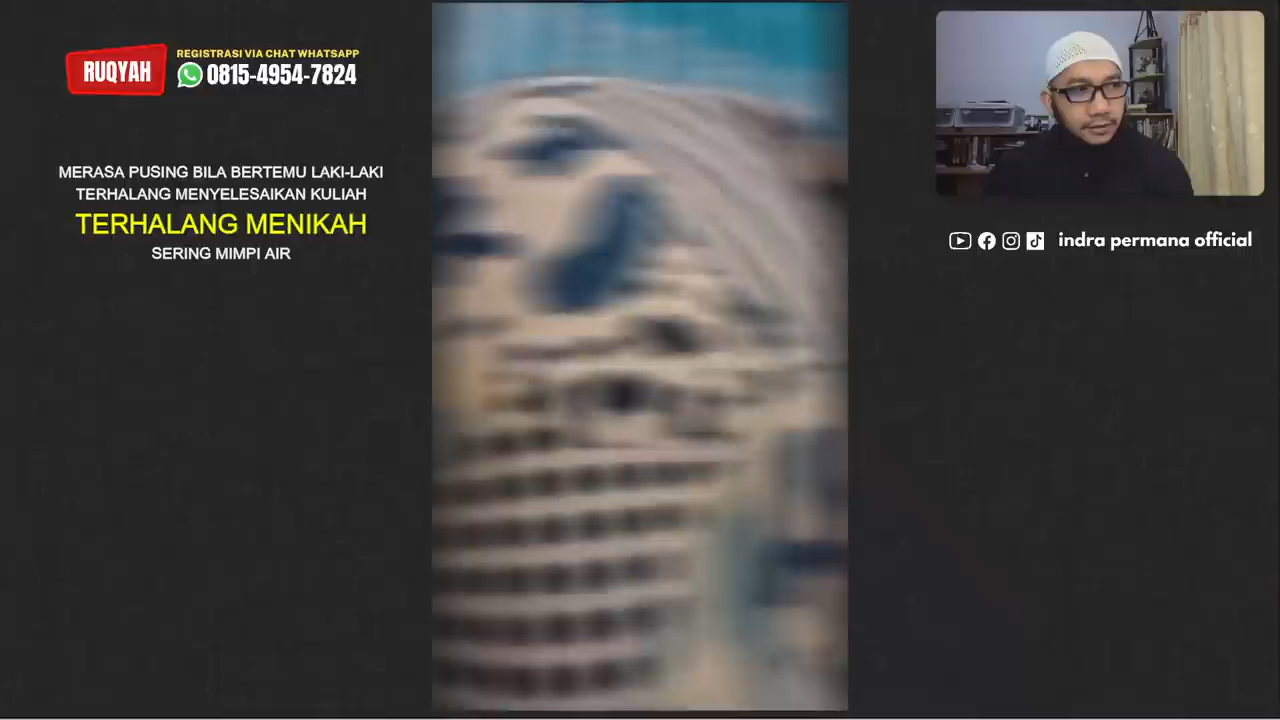 RUQYAH
REGISTRASI VIA CHAT WHATSAPP
0815-4954-7824
MERASA PUSING BILA BERTEMU LAKI-LAKI
TERHALANG MENYELESAIKAN KULIAH
TERHALANG MENIKAH
SERING MIMPI AIR
indra permana official